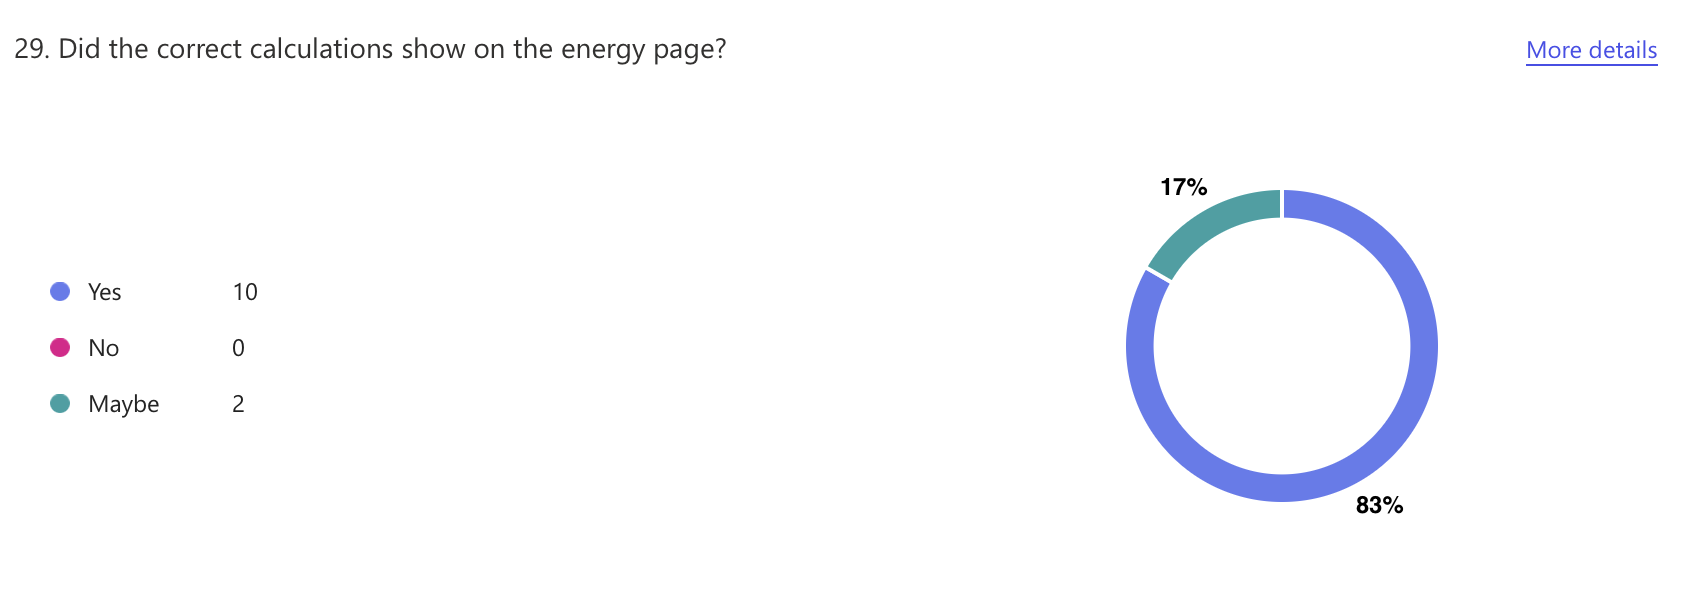 29. Did the correct calculations show on the energy page?
More details
Yes 10
No 0
Maybe 2
17%
83%